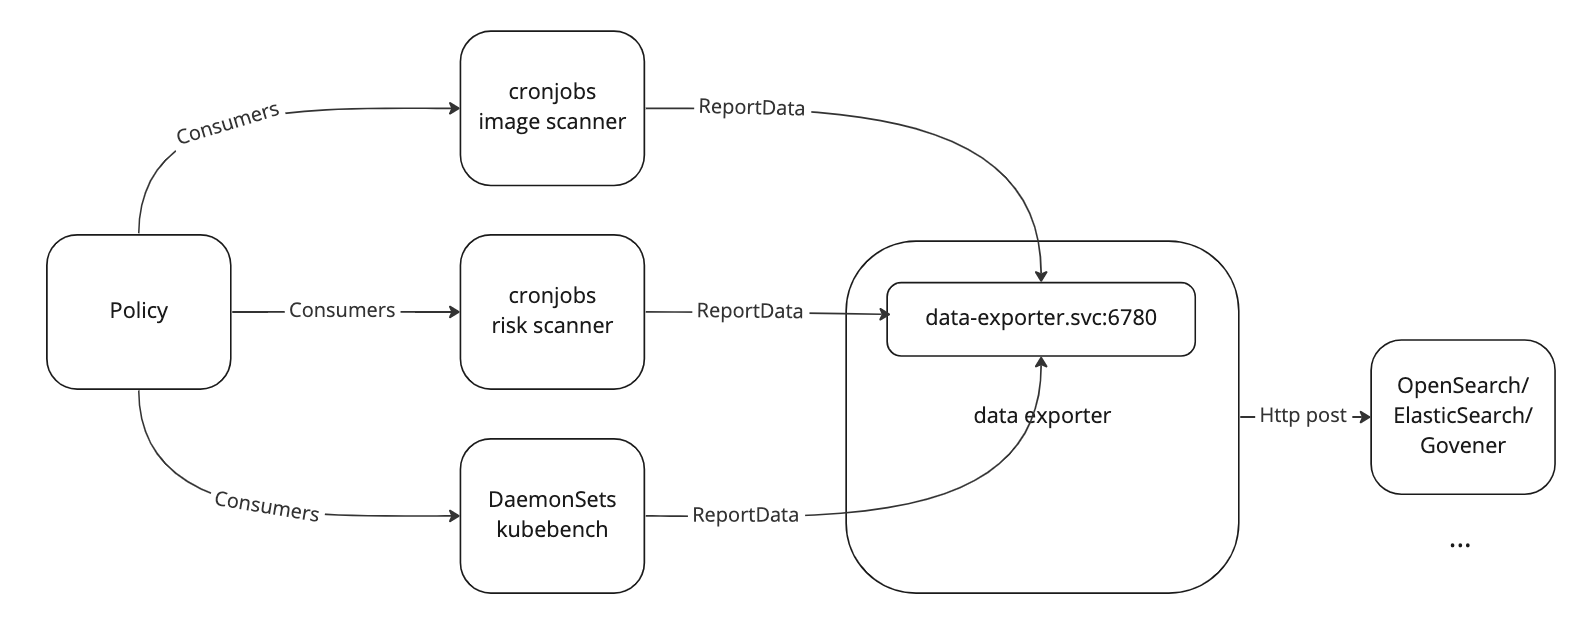 cronjobs
image scanner
Consumers
ReportData
Policy
Consumers
cronjobs
risk scanner
ReportData
data-exporter.svc:6780
data exporter
Http post
OpenSearch/
ElasticSearch/
Govener
Consumers
DaemonSets
kubebench
ReportData
...